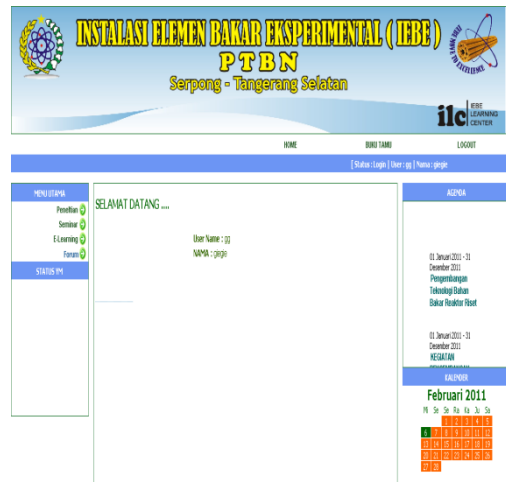 INSTALASI ELEMEN BAKAR EKSPERIMENTAL ( IEBE )
PTBN
Serpong - Tangerang Selatan
ilc IEBE LEARNING CENTER
HOME BUKU TAMU LOGOUT
[ Status : Login ] User : gg ] Nama : giegie
MENU UTAMA
Penelitian
Seminar
E-Learning
Forum
STATUS YM
SELAMAT DATANG ....
User Name : gg
NAMA : giegie
AGENDA
01 Januari 2011 - 31
Desember 2011
Pengembangan
Teknologi Bahan
Bakar Reaktor Riset
01 Januari 2011 - 31
Desember 2011
KEGIATAN
KALENDER
Februari 2011
Mi Se Se Ra Ka Ju Sa
1 2 3 4 5
6 7 8 9 10 11 12
13 14 15 16 17 18 19
20 21 22 23 24 25 26
27 28